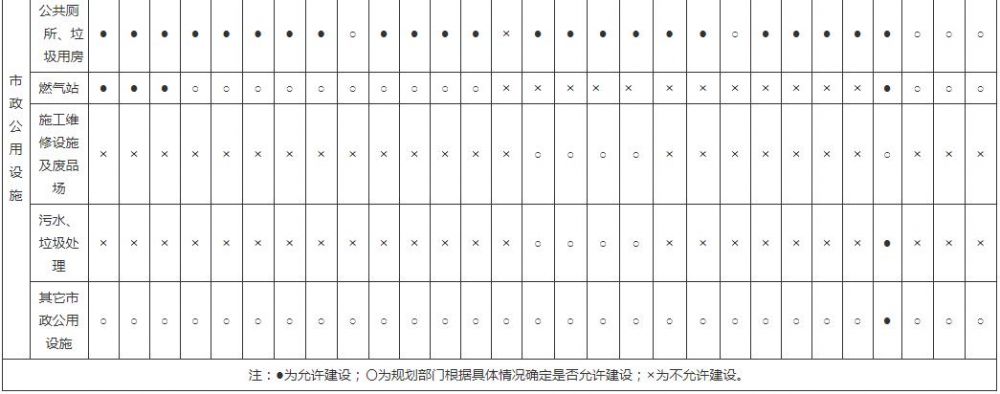 市
政
公
用
设
施
公共厕
所、垃
圾用房
● ● ● ● ● ● ● ● ○ ● ● ● ● × ● ● ● ● ● ● ○ ● ● ● ● ● ○ ○ ○
燃气站
● ● ● ○ ○ ○ ○ ○ ○ ○ ○ ○ ○ × × × × × × × × × × × × ● ○ ○ ○
施工维
修设施
及废品
场
× × × × × × × × × × × × × × ○ ○ ○ ○ × × × × × × × ○ × × ×
污水、
垃圾处
理
× × × × × × × × × × × × × × ○ ○ ○ ○ × × × × × × × ● × × ×
其它市
政公用
设施
○ ○ ○ ○ ○ ○ ○ ○ ○ ○ ○ ○ ○ ○ ○ ○ ○ ○ ○ ○ ○ ○ ○ ○ ○ ● ○ ○ ○
注：●为允许建设；〇为规划部门根据具体情况确定是否允许建设；×为不允许建设。